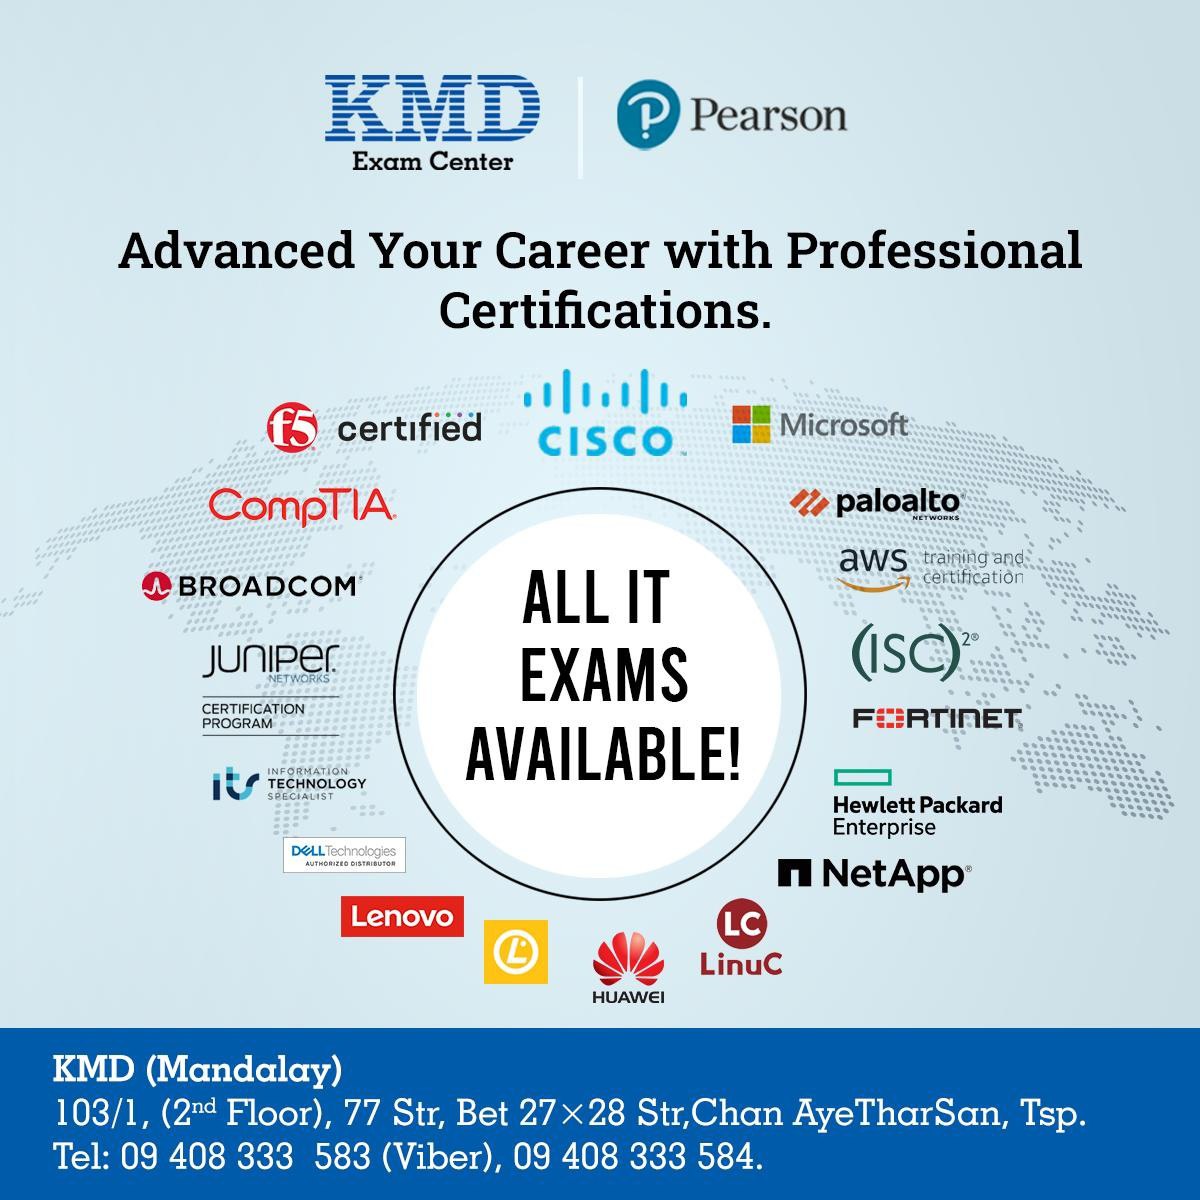 KMD
Exam Center
Pearson
Advanced Your Career with Professional
Certifications.
f5 certified
CISCO
Microsoft
CompTIA
paloalto
NETWORKS
aws training and
certification
BROADCOM
(ISC)²®
JUNIPer
NETWORKS
CERTIFICATION
PROGRAM
FORTINET
ALL IT
EXAMS
AVAILABLE!
its INFORMATION
TECHNOLOGY
SPECIALIST
Hewlett Packard
Enterprise
DELL Technologies
AUTHORIZED DISTRIBUTOR
NetApp®
Lenovo
L
HUAWEI
LC
LinuC
KMD (Mandalay)
103/1, (2nd Floor), 77 Str, Bet 27×28 Str,Chan AyeTharSan, Tsp.
Tel: 09 408 333  583 (Viber), 09 408 333 584.